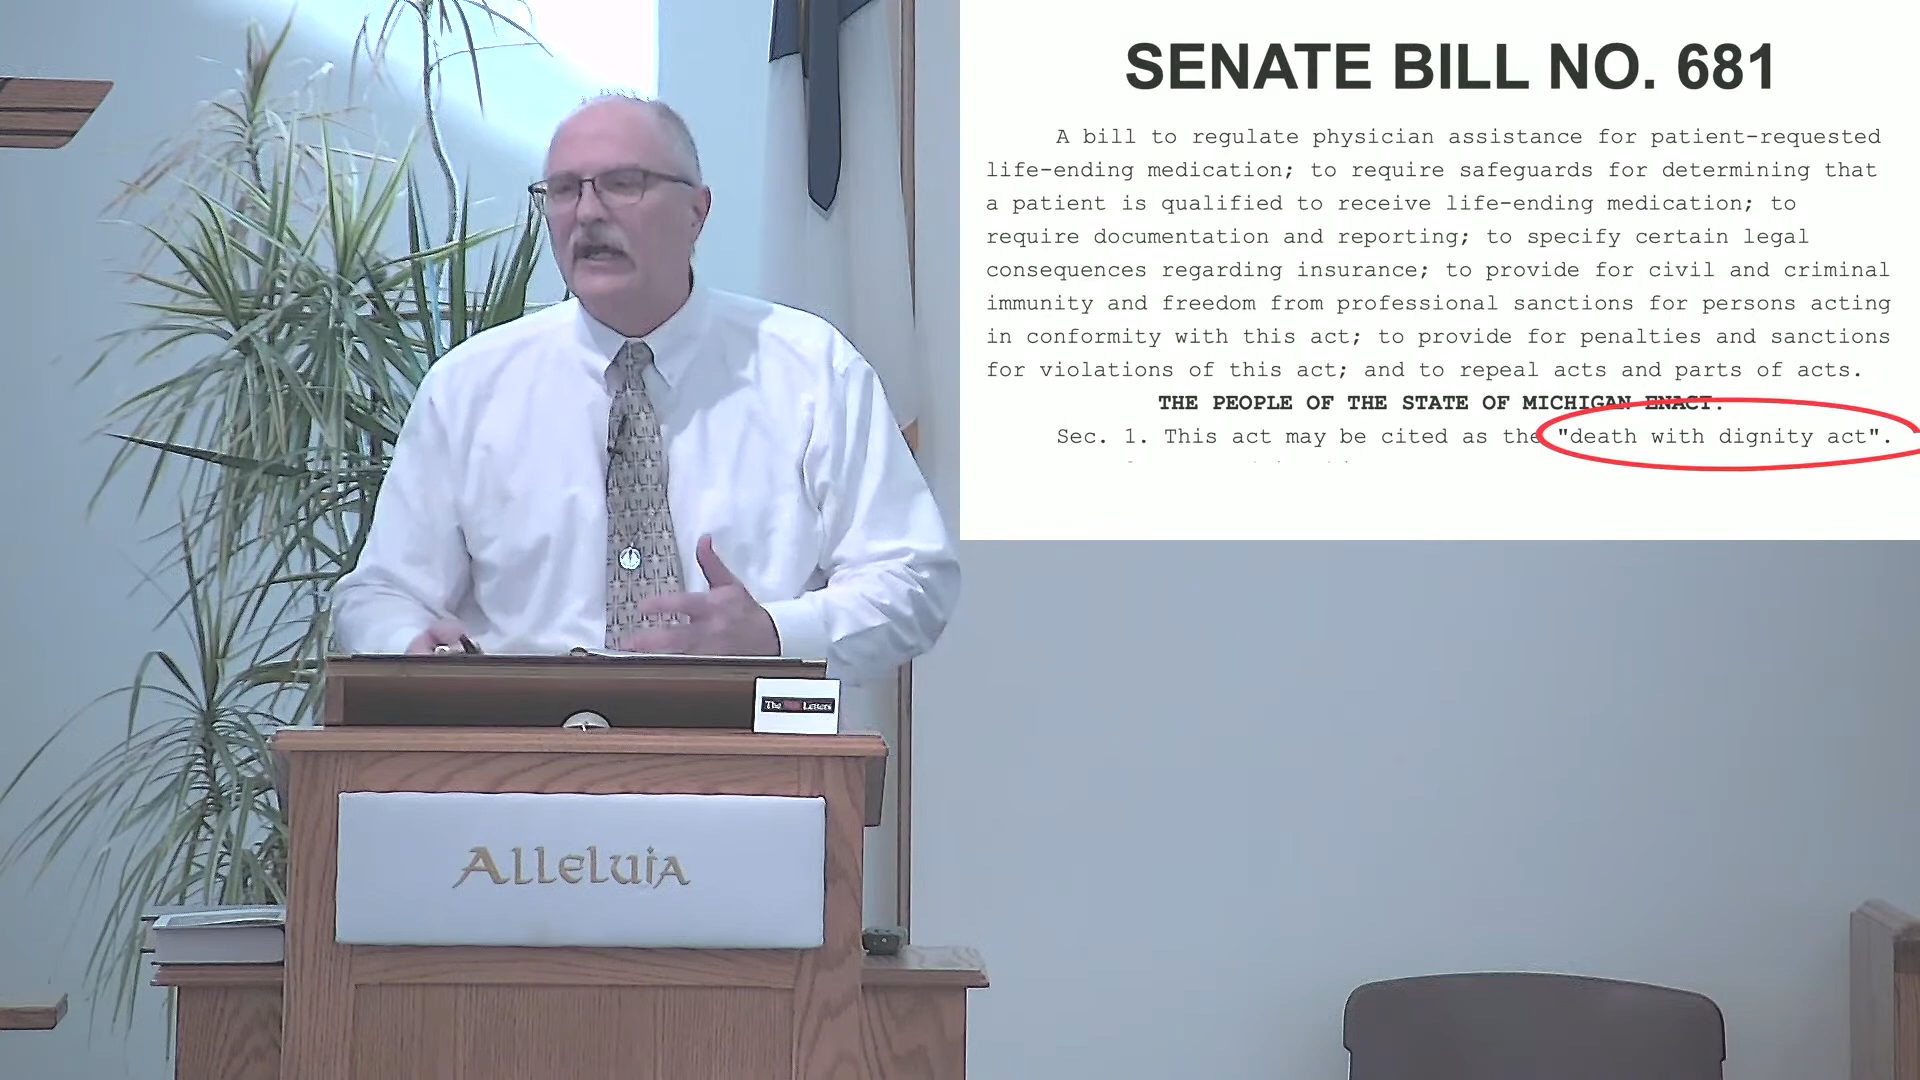 SENATE BILL NO. 681
A bill to regulate physician assistance for patient-requested
life-ending medication; to require safeguards for determining that
a patient is qualified to receive life-ending medication; to
require documentation and reporting; to specify certain legal
consequences regarding insurance; to provide for civil and criminal
immunity and freedom from professional sanctions for persons acting
in conformity with this act; to provide for penalties and sanctions
for violations of this act; and to repeal acts and parts of acts.
THE PEOPLE OF THE STATE OF MICHIGAN ENACT:
Sec. 1. This act may be cited as the "death with dignity act".
The Letters
Alleluia